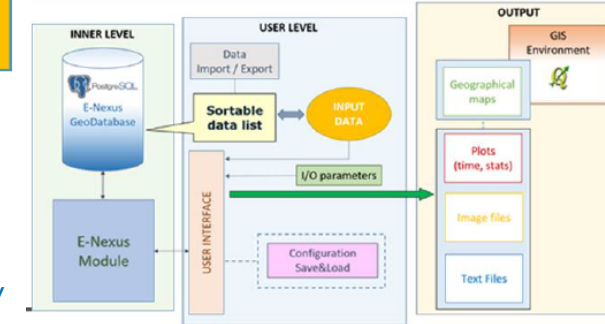 INNER LEVEL
PostgreSQL
E-Nexus
GeoDatabase
E-Nexus
Module
USER LEVEL
Data
Import / Export
Sortable
data list
INPUT
DATA
I/O parameters
USER INTERFACE
Configuration
Save&Load
OUTPUT
GIS
Environment
Geographical
maps
Plots
(time, stats)
Image files
Text Files